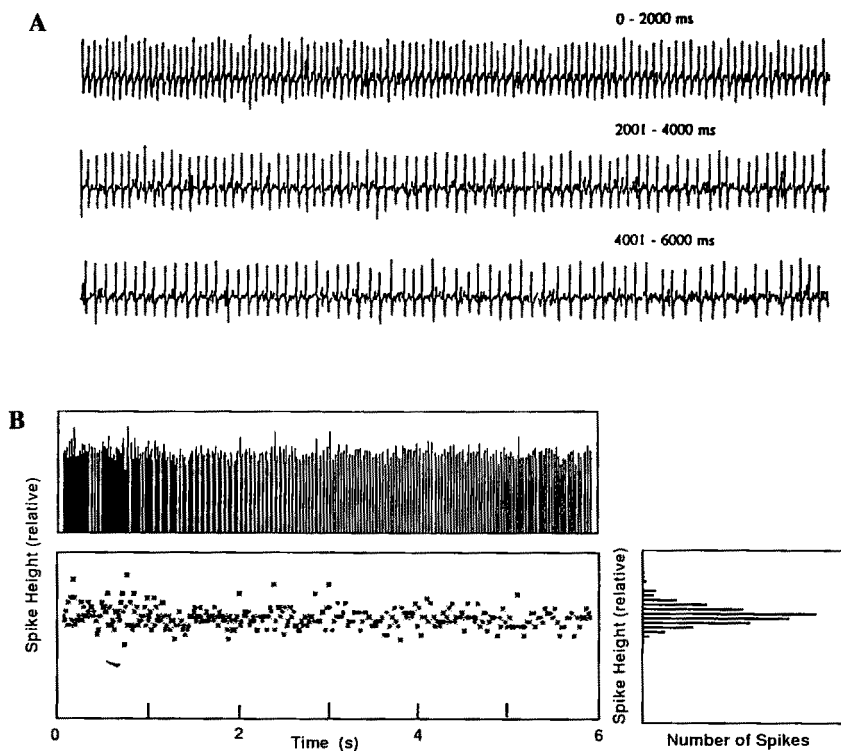 A
0 - 2000 ms
2001 - 4000 ms
4001 - 6000 ms
B
Spike Height (relative)
0
2
4
6
Time (s)
Spike Height (relative)
Number of Spikes